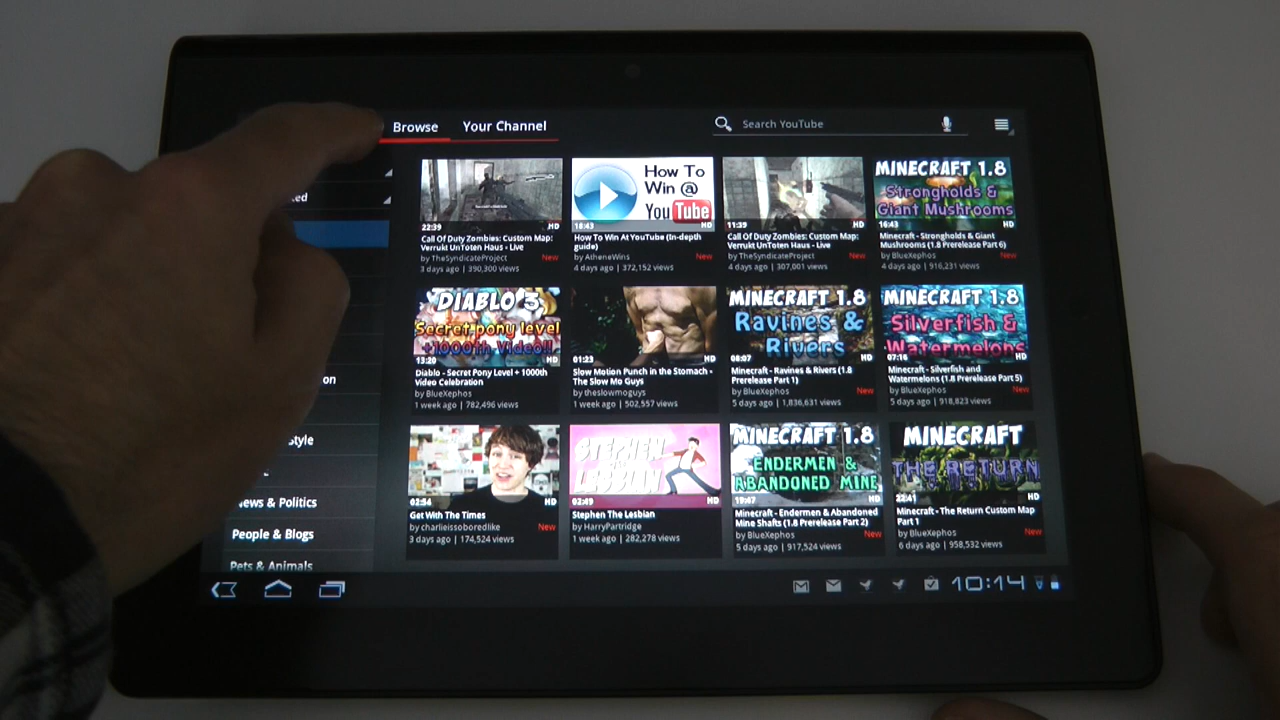 Browse
Your Channel
Search YouTube
ted
on
Style
News & Politics
People & Blogs
Pets & Animals
22:39
HD
Call Of Duty Zombies: Custom Map:
Verrukt UnToten Haus - Live
by TheSyndicateProject
New
3 days ago | 390,300 views
How To
Win @
YouTube
18:43
HD
How To Win At YouTube (In-depth
guide)
by AtheneWins
New
4 days ago | 372,152 views
11:39
HD
Call Of Duty Zombies: Custom Map:
Verrukt UnToten Haus - Live
by TheSyndicateProject
New
4 days ago | 307,001 views
MINECRAFT 1.8
Strongholds &
Giant Mushrooms
16:43
HD
Minecraft - Strongholds & Giant
Mushrooms (1.8 Prerelease Part 6)
by BlueXephos
New
4 days ago | 916,231 views
DIABLO 3
Secret pony level
+1000th Video!!
13:20
HD
Diablo - Secret Pony Level + 1000th
Video Celebration
by BlueXephos
1 week ago | 782,496 views
01:23
HD
Slow Motion Punch in the Stomach -
The Slow Mo Guys
by theslowmoguys
1 week ago | 502,557 views
MINECRAFT 1.8
Ravines &
Rivers
08:07
HD
Minecraft - Ravines & Rivers (1.8
Prerelease Part 1)
by BlueXephos
New
5 days ago | 1,836,631 views
MINECRAFT 1.8
Silverfish &
Watermelons
07:16
HD
Minecraft - Silverfish and
Watermelons (1.8 Prerelease Part 5)
by BlueXephos
New
5 days ago | 918,823 views
02:54
HD
Get With The Times
by charlieissoboredlike
New
3 days ago | 174,524 views
STEPHEN
LESBIAN
02:49
HD
Stephen The Lesbian
by HarryPartridge
1 week ago | 282,278 views
MINECRAFT 1.8
ENDERMEN &
ABANDONED MINE
19:47
HD
Minecraft - Endermen & Abandoned
Mine Shafts (1.8 Prerelease Part 2)
by BlueXephos
New
5 days ago | 917,524 views
MINECRAFT
THE RETURN
22:41
HD
Minecraft - The Return Custom Map
Part 1
by BlueXephos
New
6 days ago | 958,532 views
10:14